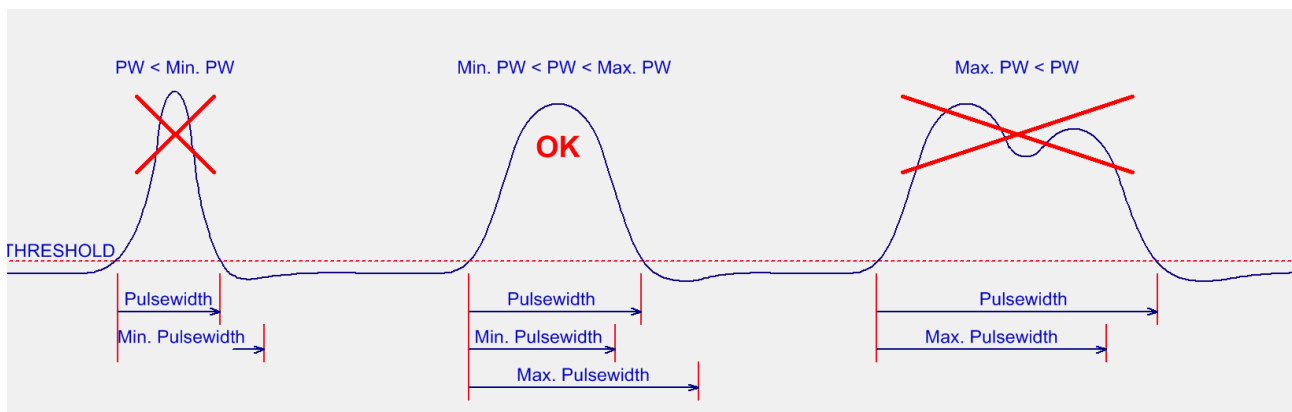 PW < Min. PW
Min. PW < PW < Max. PW
Max. PW < PW
OK
THRESHOLD
Pulsewidth
Pulsewidth
Pulsewidth
Min. Pulsewidth
Min. Pulsewidth
Max. Pulsewidth
Max. Pulsewidth